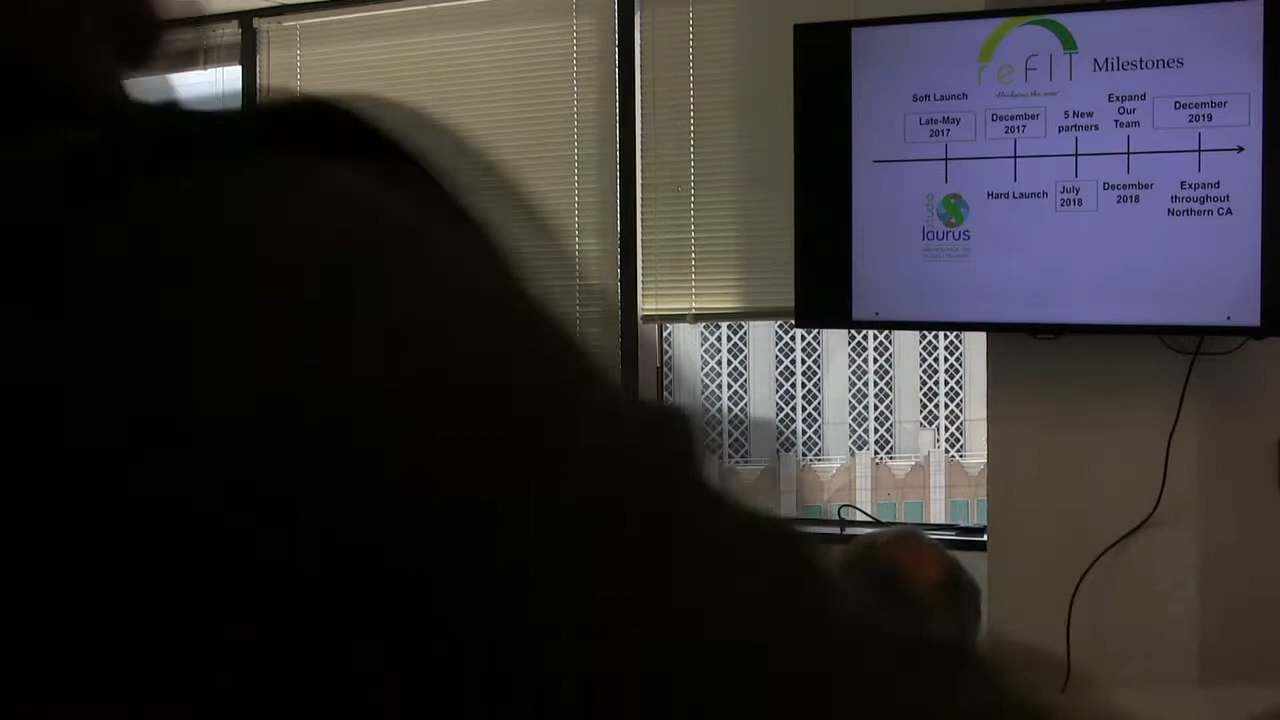 reFIT Milestones
Soft Launch
Late-May
2017
December
2017
5 New
partners
Expand
Our
Team
December
2019
Hard Launch
July
2018
December
2018
Expand
throughout
Northern CA
studio
laurus